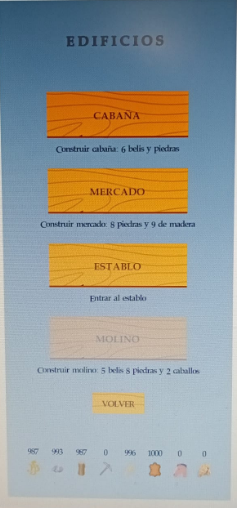 EDIFICIOS
CABAÑA
Construir cabaña: 6 belis y piedras
MERCADO
Construir mercado: 8 piedras y 9 de madera
ESTABLO
Entrar al establo
MOLINO
Construir molino: 5 belis 5 piedras y 2 caballos
VOLVER
987 993 987 0 996 1000 0 0